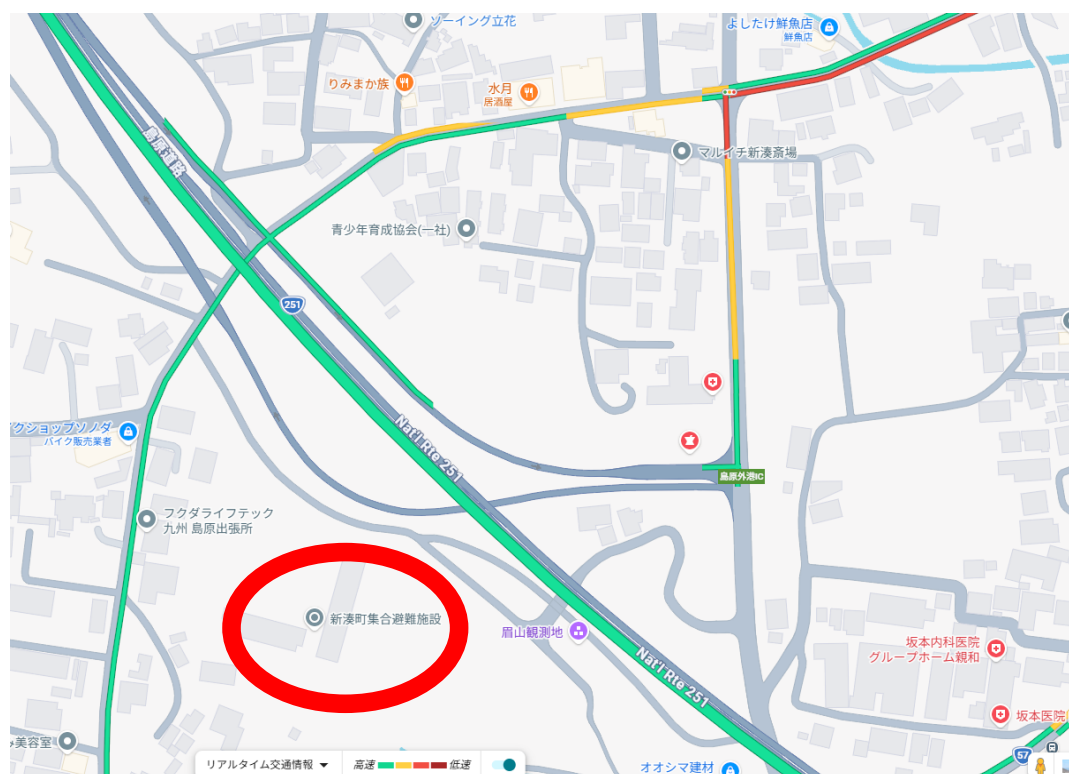 ソーイング立花
よしたけ鮮魚店
鮮魚店
りみまか族
水月
居酒屋
島原道路
マルイチ新湊斎場
青少年育成協会(一社)
251
クショップソノダ
バイク販売業者
Nat'l Rte 251
島原外港IC
フクダライフテック
九州 島原出張所
新湊町集合避難施設
眉山観測地
坂本内科医院
グループホーム親和
Nat'l Rte 251
坂本医院
み美容室
57
リアルタイム交通情報
高速
低速
オオシマ建材